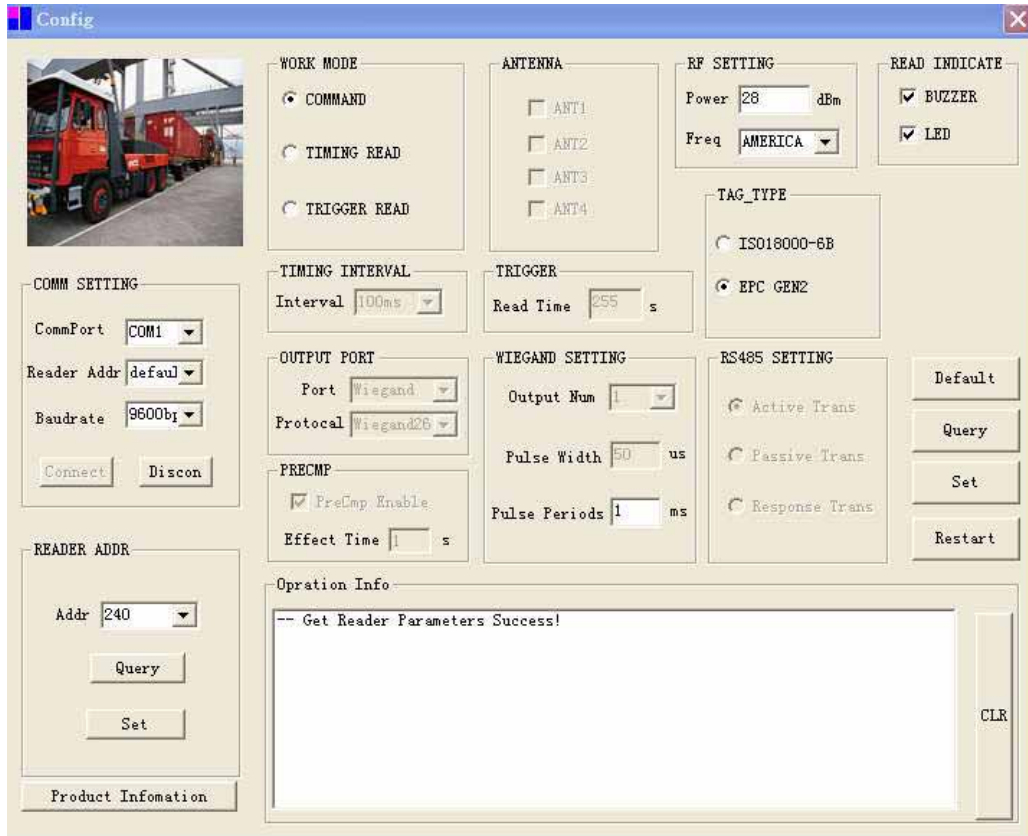 Config
WORK MODE
COMMAND
TIMING READ
TRIGGER READ
ANTENNA
ANT1
ANT2
ANT3
ANT4
RF SETTING
Power 28 dBm
Freq AMERICA
READ INDICATE
BUZZER
LED
TAG_TYPE
ISO18000-6B
EPC GEN2
COMM SETTING
CommPort COM1
Reader Addr defaul
Baudrate 9600bp
Connect Discon
TIMING INTERVAL
Interval 100ms
TRIGGER
Read Time 255 s
OUTPUT PORT
Port Wiegand
Protocal Wiegand26
PRECMP
PreCmp Enable
Effect Time 1 s
WIEGAND SETTING
Output Num 1
Pulse Width 50 us
Pulse Periods 1 ms
RS485 SETTING
Active Trans
Passive Trans
Response Trans
Default
Query
Set
Restart
READER ADDR
Addr 240
Query
Set
Product Infomation
Opration Info
-- Get Reader Parameters Success!
CLR